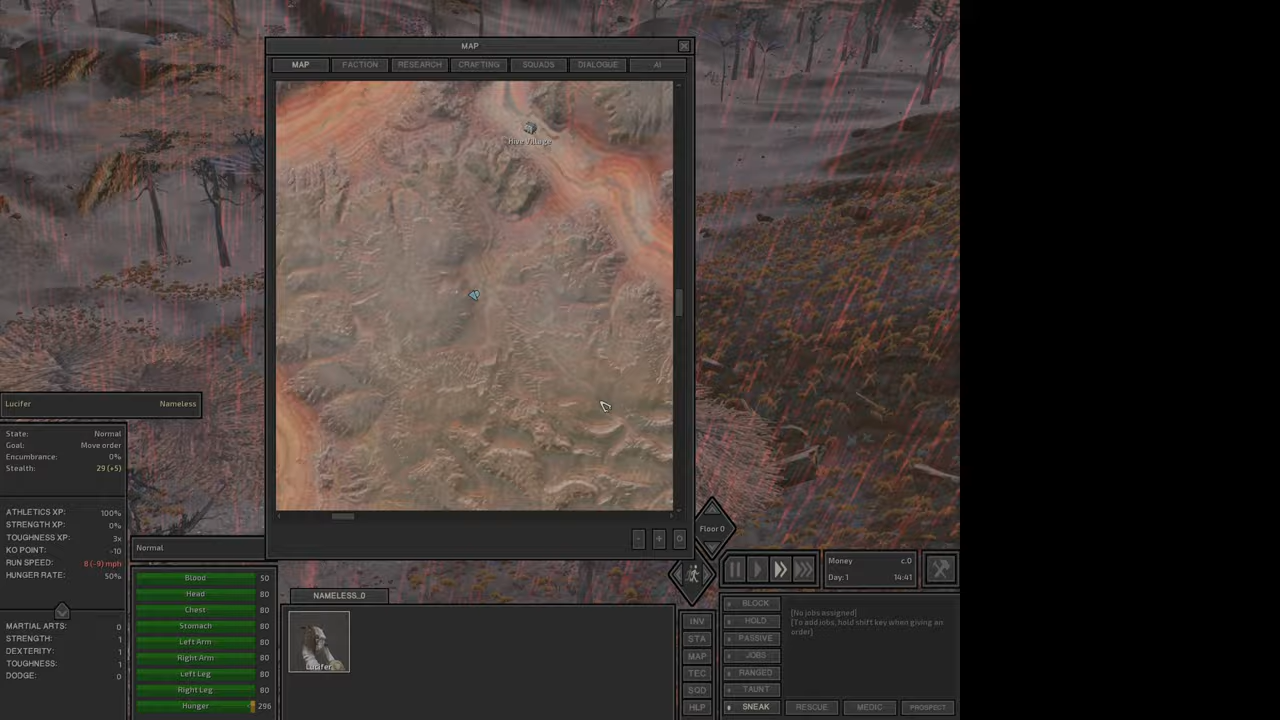 MAP
MAP FACTION RESEARCH CRAFTING SQUADS DIALOGUE AI
Hive Village
Lucifer Nameless
State: Normal
Goal: Move order
Encumbrance: 0%
Stealth: 29 (+5)
ATHLETICS XP: 100%
STRENGTH XP: 0%
TOUGHNESS XP: 3x
KO POINT: -10
RUN SPEED: 8 (-9) mph
HUNGER RATE: 50%
MARTIAL ARTS: 0
STRENGTH: 1
DEXTERITY: 1
TOUGHNESS: 1
DODGE: 0
Normal
Blood 50
Head 80
Chest 80
Stomach 80
Left Arm 80
Right Arm 80
Left Leg 80
Right Leg 80
Hunger 296
NAMELESS_0
Lucifer
- + O
Floor 0
Money c.0
Day: 1 14:41
INV
STA
MAP
TEC
SQD
HLP
BLOCK
HOLD
PASSIVE
JOBS
RANGED
TAUNT
SNEAK
[No jobs assigned]
[To add jobs, hold shift key when giving an
order]
RESCUE MEDIC PROSPECT